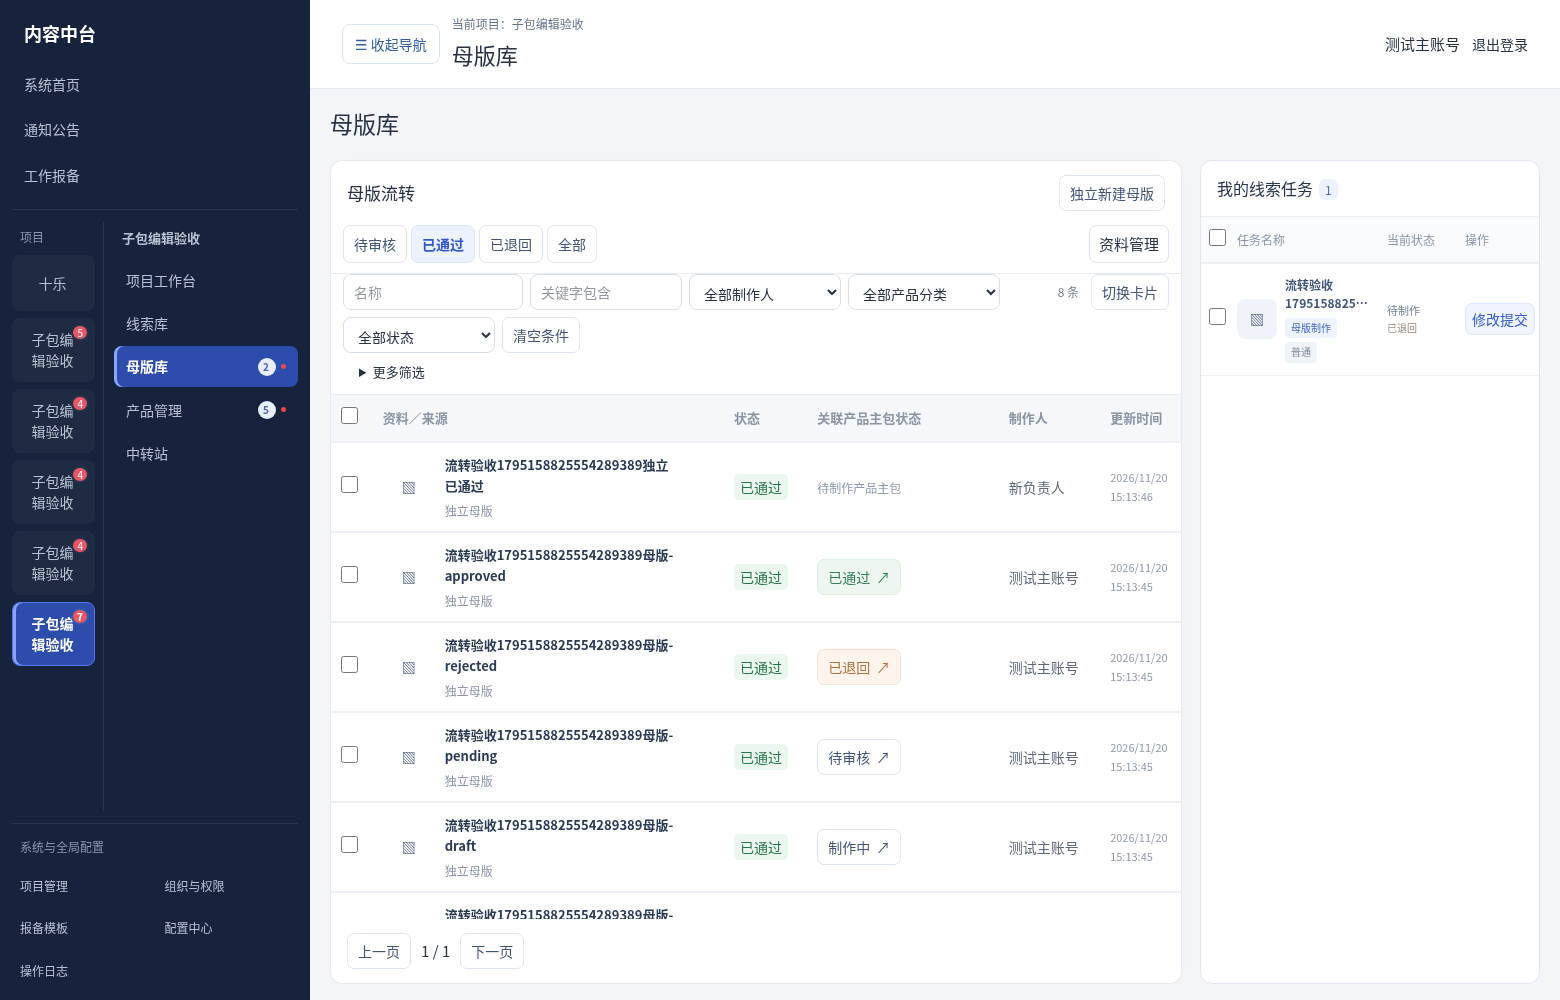 内容中台
系统首页
通知公告
工作报备
项目
十乐
子包编
辑验收
5
子包编
辑验收
4
子包编
辑验收
4
子包编
辑验收
4
子包编
辑验收
7
子包编辑验收
项目工作台
线索库
母版库 2
产品管理 5
中转站
系统与全局配置
项目管理 组织与权限
报备模板 配置中心
操作日志
☰ 收起导航
当前项目：子包编辑验收
母版库
测试主账号 退出登录
母版库
母版流转 独立新建母版
待审核 已通过 已退回 全部 资料管理
名称 关键字包含 全部制作人 全部产品分类 8 条 切换卡片
全部状态 清空条件
▶ 更多筛选
资料／来源 状态 关联产品主包状态 制作人 更新时间
流转验收1795158825554289389独立
已通过
独立母版
已通过 待制作产品主包 新负责人 2026/11/20
15:13:46
流转验收1795158825554289389母版-
approved
独立母版
已通过 已通过 ↗ 测试主账号 2026/11/20
15:13:45
流转验收1795158825554289389母版-
rejected
独立母版
已通过 已退回 ↗ 测试主账号 2026/11/20
15:13:45
流转验收1795158825554289389母版-
pending
独立母版
已通过 待审核 ↗ 测试主账号 2026/11/20
15:13:45
流转验收1795158825554289389母版-
draft
独立母版
已通过 制作中 ↗ 测试主账号 2026/11/20
15:13:45
流转验收1795158825554289389母版-
上一页 1 / 1 下一页
我的线索任务 1
任务名称 当前状态 操作
流转验收
1795158825…
母版制作
普通
待制作
已退回
修改提交